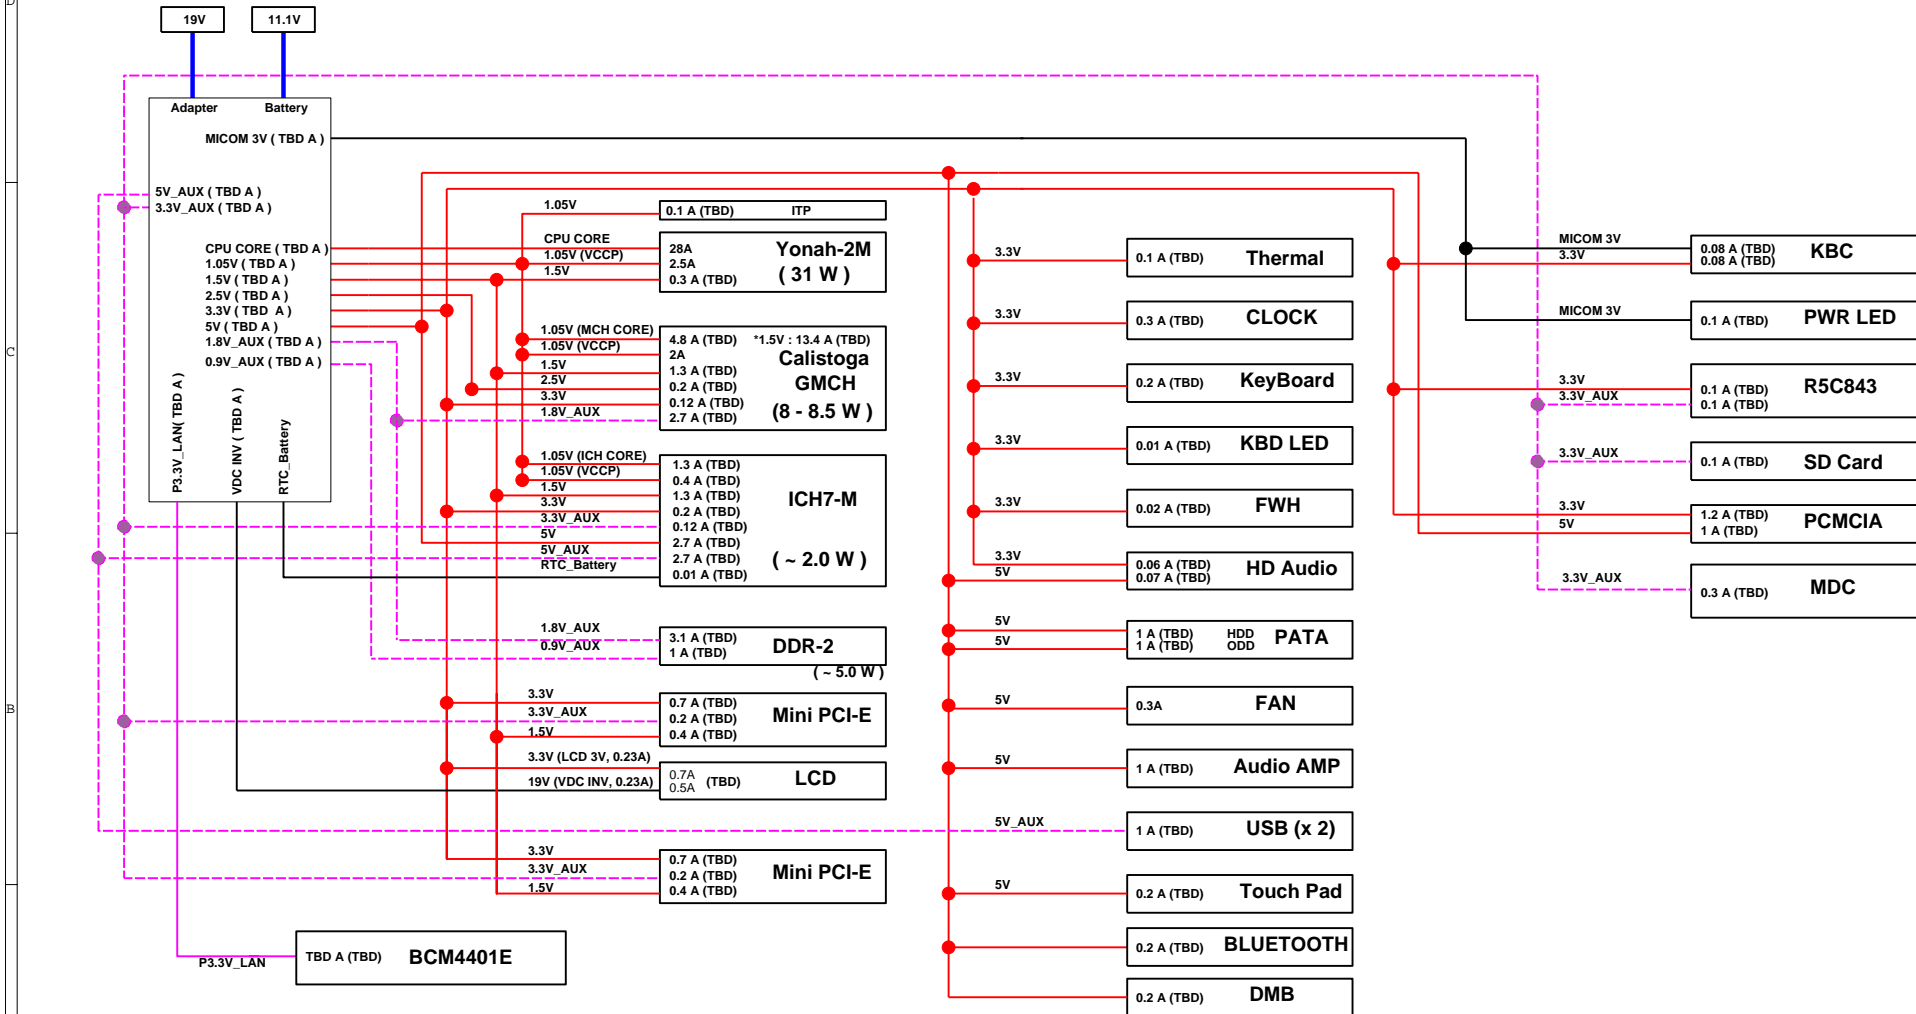 D
19V
11.1V
Adapter
Battery
MICOM 3V ( TBD A )
5V_AUX ( TBD A )
3.3V_AUX ( TBD A )
CPU CORE ( TBD A )
1.05V ( TBD A )
1.5V ( TBD A )
2.5V ( TBD A )
3.3V ( TBD  A )
5V ( TBD A )
1.8V_AUX ( TBD A )
0.9V_AUX ( TBD A )
P3.3V_LAN( TBD A )
VDC INV ( TBD A )
RTC_Battery
C
B
1.05V
0.1 A (TBD)
ITP
CPU CORE
1.05V (VCCP)
1.5V
28A
2.5A
0.3 A (TBD)
Yonah-2M
( 31 W )
1.05V (MCH CORE)
1.05V (VCCP)
1.5V
2.5V
3.3V
1.8V_AUX
4.8 A (TBD)
2A
1.3 A (TBD)
0.2 A (TBD)
0.12 A (TBD)
2.7 A (TBD)
*1.5V : 13.4 A (TBD)
Calistoga
GMCH
(8 - 8.5 W )
1.05V (ICH CORE)
1.05V (VCCP)
1.5V
3.3V
3.3V_AUX
5V
5V_AUX
RTC_Battery
1.3 A (TBD)
0.4 A (TBD)
1.3 A (TBD)
0.2 A (TBD)
0.12 A (TBD)
2.7 A (TBD)
2.7 A (TBD)
0.01 A (TBD)
ICH7-M
( ~ 2.0 W )
1.8V_AUX
0.9V_AUX
3.1 A (TBD)
1 A (TBD)
DDR-2
( ~ 5.0 W )
3.3V
3.3V_AUX
1.5V
0.7 A (TBD)
0.2 A (TBD)
0.4 A (TBD)
Mini PCI-E
3.3V (LCD 3V, 0.23A)
19V (VDC INV, 0.23A)
0.7A
0.5A
(TBD)
LCD
3.3V
3.3V_AUX
1.5V
0.7 A (TBD)
0.2 A (TBD)
0.4 A (TBD)
Mini PCI-E
P3.3V_LAN
TBD A (TBD)
BCM4401E
3.3V
0.1 A (TBD)
Thermal
3.3V
0.3 A (TBD)
CLOCK
3.3V
0.2 A (TBD)
KeyBoard
3.3V
0.01 A (TBD)
KBD LED
3.3V
0.02 A (TBD)
FWH
3.3V
5V
0.06 A (TBD)
0.07 A (TBD)
HD Audio
5V
5V
1 A (TBD) HDD
1 A (TBD) ODD
PATA
5V
0.3A
FAN
5V
1 A (TBD)
Audio AMP
5V_AUX
1 A (TBD)
USB (x 2)
5V
0.2 A (TBD)
Touch Pad
0.2 A (TBD)
BLUETOOTH
0.2 A (TBD)
DMB
MICOM 3V
3.3V
0.08 A (TBD)
0.08 A (TBD)
KBC
MICOM 3V
0.1 A (TBD)
PWR LED
3.3V
3.3V_AUX
0.1 A (TBD)
0.1 A (TBD)
R5C843
3.3V_AUX
0.1 A (TBD)
SD Card
3.3V
5V
1.2 A (TBD)
1 A (TBD)
PCMCIA
3.3V_AUX
0.3 A (TBD)
MDC